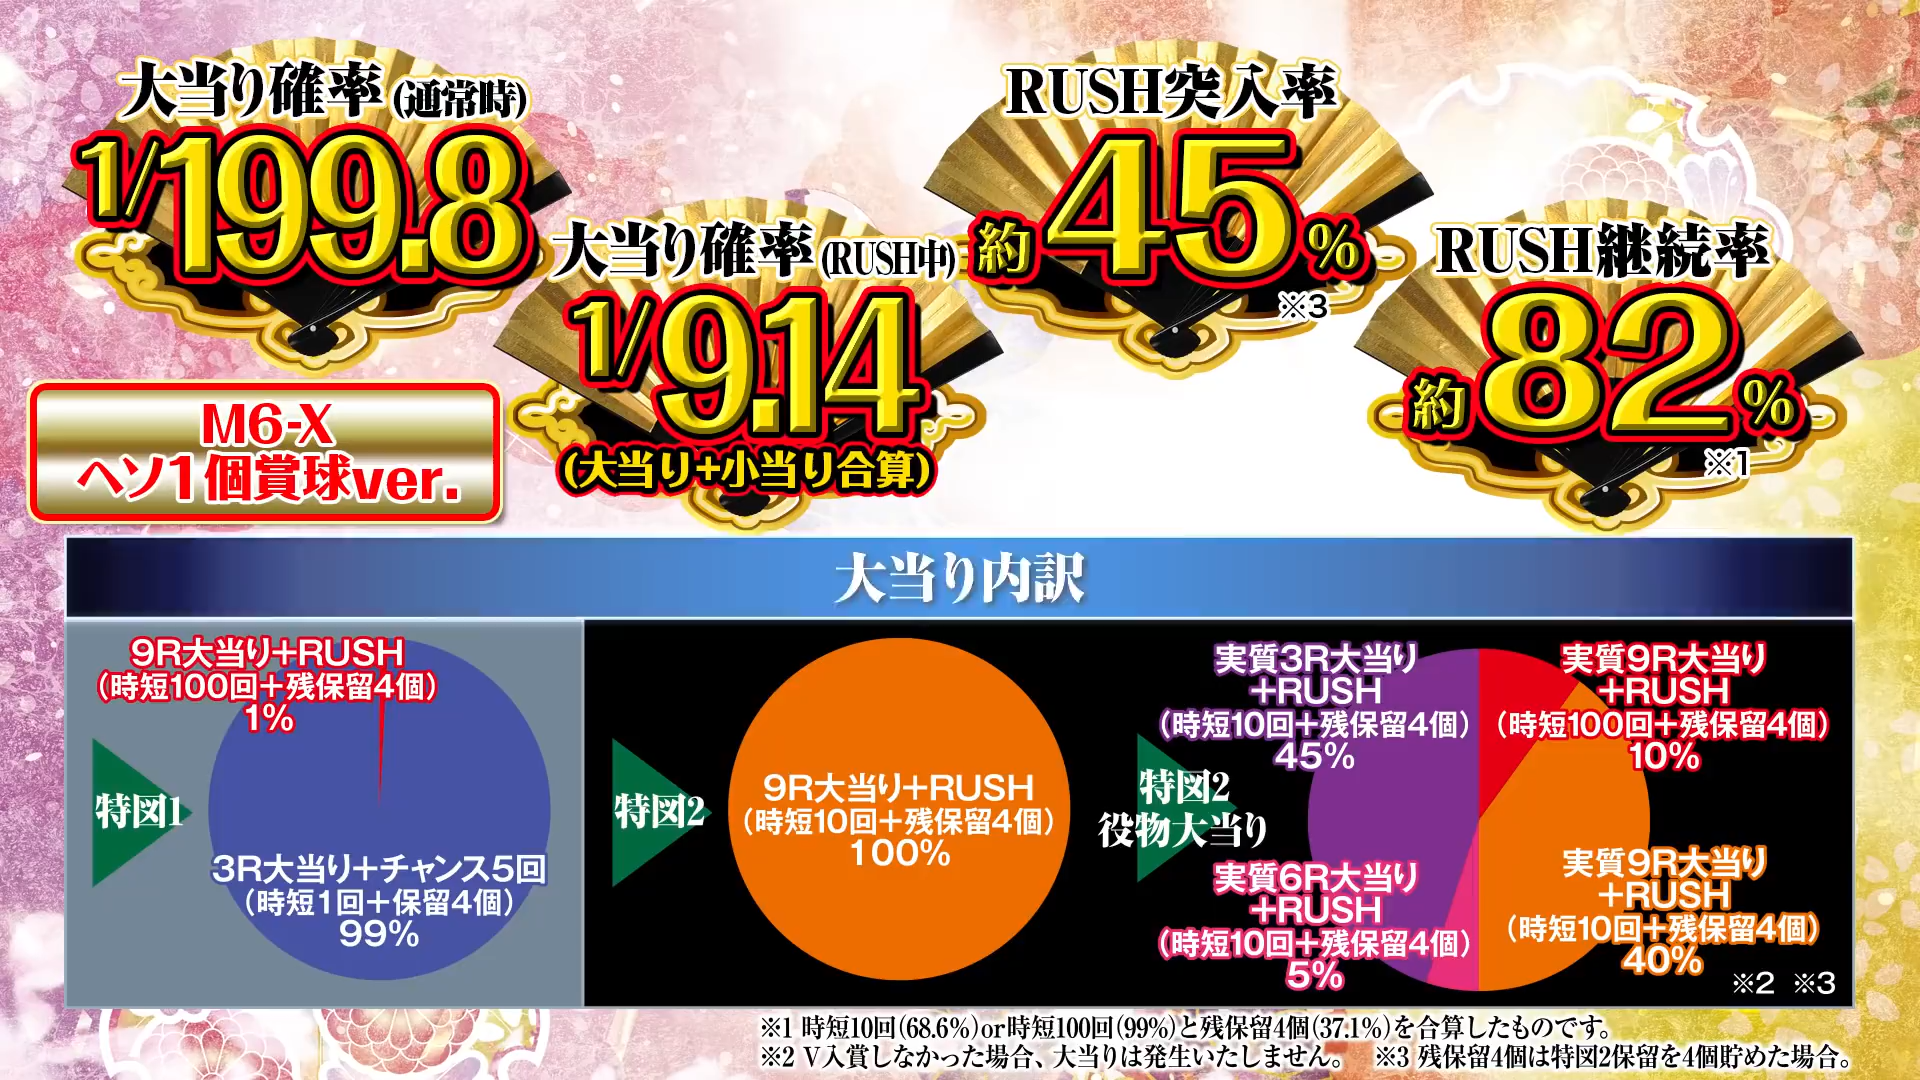 大当り確率(通常時)
1/199.8
大当り確率(RUSH中)
1/9.14
(大当り+小当り合算)
RUSH突入率
約45%
※3
RUSH継続率
約82%
※1
M6-X
ヘソ1個賞球ver.
大当り内訳
特図1
9R大当り+RUSH
(時短100回+残保留4個)
1%
3R大当り+チャンス5回
(時短1回+保留4個)
99%
特図2
9R大当り+RUSH
(時短10回+残保留4個)
100%
特図2
役物大当り
実質3R大当り
+RUSH
(時短10回+残保留4個)
45%
実質9R大当り
+RUSH
(時短100回+残保留4個)
10%
実質6R大当り
+RUSH
(時短10回+残保留4個)
5%
実質9R大当り
+RUSH
(時短10回+残保留4個)
40%
※2 ※3
※1 時短10回(68.6%)or時短100回(99%)と残保留4個(37.1%)を合算したものです。
※2 V入賞しなかった場合、大当りは発生いたしません。 ※3 残保留4個は特図2保留を4個貯めた場合。